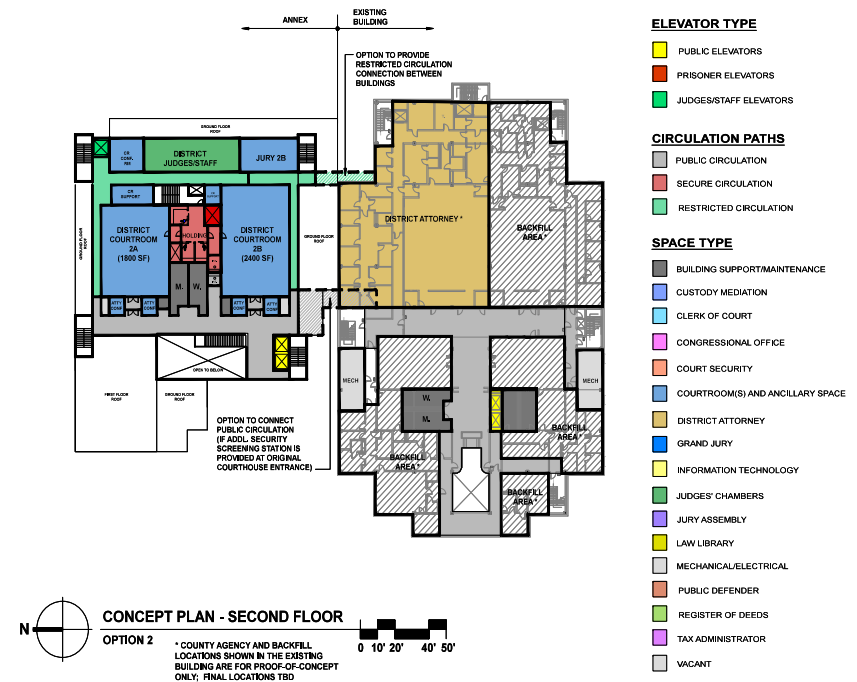 ANNEX
EXISTING
BUILDING
OPTION TO PROVIDE
RESTRICTED CIRCULATION
CONNECTION BETWEEN
BUILDINGS
GROUND FLOOR
ROOF
CR
CONF.
DISTRICT
JUDGES/STAFF
JURY 2B
CR
SUPPORT
CR
SUPPORT
DISTRICT
COURTROOM
2A
(1800 SF)
HOLDING
DISTRICT
COURTROOM
2B
(2400 SF)
GROUND FLOOR
ROOF
GROUND FLOOR
ROOF
M.
W.
ATTY
CONF
ATTY
CONF
ATTY
CONF
ATTY
CONF
DISTRICT ATTORNEY *
BACKFILL
AREA *
OPEN TO BELOW
FIRST FLOOR
ROOF
GROUND FLOOR
ROOF
MECH
MECH
W.
M.
BACKFILL
AREA *
BACKFILL
AREA *
BACKFILL
AREA *
OPTION TO CONNECT
PUBLIC CIRCULATION
(IF ADDL. SECURITY
SCREENING STATION IS
PROVIDED AT ORIGINAL
COURTHOUSE ENTRANCE)
N
CONCEPT PLAN - SECOND FLOOR
OPTION 2
* COUNTY AGENCY AND BACKFILL
LOCATIONS SHOWN IN THE EXISTING
BUILDING ARE FOR PROOF-OF-CONCEPT
ONLY; FINAL LOCATIONS TBD
0 10' 20' 40' 50'
ELEVATOR TYPE
PUBLIC ELEVATORS
PRISONER ELEVATORS
JUDGES/STAFF ELEVATORS
CIRCULATION PATHS
PUBLIC CIRCULATION
SECURE CIRCULATION
RESTRICTED CIRCULATION
SPACE TYPE
BUILDING SUPPORT/MAINTENANCE
CUSTODY MEDIATION
CLERK OF COURT
CONGRESSIONAL OFFICE
COURT SECURITY
COURTROOM(S) AND ANCILLARY SPACE
DISTRICT ATTORNEY
GRAND JURY
INFORMATION TECHNOLOGY
JUDGES' CHAMBERS
JURY ASSEMBLY
LAW LIBRARY
MECHANICAL/ELECTRICAL
PUBLIC DEFENDER
REGISTER OF DEEDS
TAX ADMINISTRATOR
VACANT